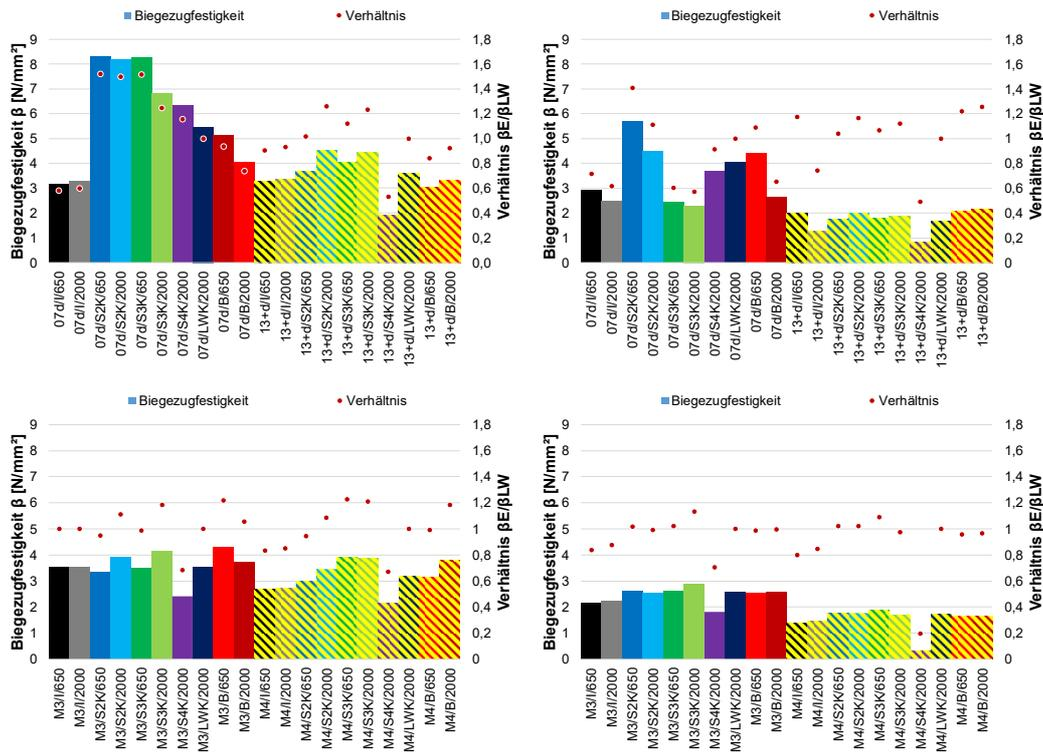 Biegezugfestigkeit Verhältnis
Biegezugfestigkeit β [N/mm²]
9
8
7
6
5
4
3
2
1
0
1,8
1,6
1,4
1,2
1,0
0,8
0,6
0,4
0,2
0,0
Verhältnis βE/βLW
07d/I/650
07d/I/2000
07d/S2K/650
07d/S2K/2000
07d/S3K/650
07d/S3K/2000
07d/S4K/2000
07d/LWK/2000
07d/B/650
07d/B/2000
13+d/I/650
13+d/I/2000
13+d/S2K/650
13+d/S2K/2000
13+d/S3K/650
13+d/S3K/2000
13+d/S4K/2000
13+d/LWK/2000
13+d/B/650
13+d/B/2000
Biegezugfestigkeit Verhältnis
Biegezugfestigkeit β [N/mm²]
9
8
7
6
5
4
3
2
1
0
1,8
1,6
1,4
1,2
1
0,8
0,6
0,4
0,2
0
Verhältnis βE/βLW
07d/I/650
07d/I/2000
07d/S2K/650
07d/S2K/2000
07d/S3K/650
07d/S3K/2000
07d/S4K/2000
07d/LWK/2000
07d/B/650
07d/B/2000
13+d/I/650
13+d/I/2000
13+d/S2K/650
13+d/S2K/2000
13+d/S3K/650
13+d/S3K/2000
13+d/S4K/2000
13+d/LWK/2000
13+d/B/650
13+d/B/2000
Biegezugfestigkeit Verhältnis
Biegezugfestigkeit β [N/mm²]
9
8
7
6
5
4
3
2
1
0
1,8
1,6
1,4
1,2
1
0,8
0,6
0,4
0,2
0
Verhältnis βE/βLW
M3/I/650
M3/I/2000
M3/S2K/650
M3/S2K/2000
M3/S3K/650
M3/S3K/2000
M3/S4K/2000
M3/LWK/2000
M3/B/650
M3/B/2000
M4/I/650
M4/I/2000
M4/S2K/650
M4/S2K/2000
M4/S3K/650
M4/S3K/2000
M4/S4K/2000
M4/LWK/2000
M4/B/650
M4/B/2000
Biegezugfestigkeit Verhältnis
Biegezugfestigkeit β [N/mm²]
9
8
7
6
5
4
3
2
1
0
1,8
1,6
1,4
1,2
1
0,8
0,6
0,4
0,2
0
Verhältnis βE/βLW
M3/I/650
M3/I/2000
M3/S2K/650
M3/S2K/2000
M3/S3K/650
M3/S3K/2000
M3/S4K/2000
M3/LWK/2000
M3/B/650
M3/B/2000
M4/I/650
M4/I/2000
M4/S2K/650
M4/S2K/2000
M4/S3K/650
M4/S3K/2000
M4/S4K/2000
M4/LWK/2000
M4/B/650
M4/B/2000